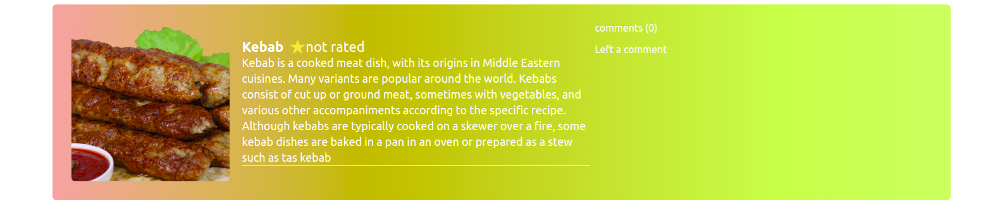 Kebab not rated
Kebab is a cooked meat dish, with its origins in Middle Eastern
cuisines. Many variants are popular around the world. Kebabs
consist of cut up or ground meat, sometimes with vegetables, and
various other accompaniments according to the specific recipe.
Although kebabs are typically cooked on a skewer over a fire, some
kebab dishes are baked in a pan in an oven or prepared as a stew
such as tas kebab
comments (0)
Left a comment